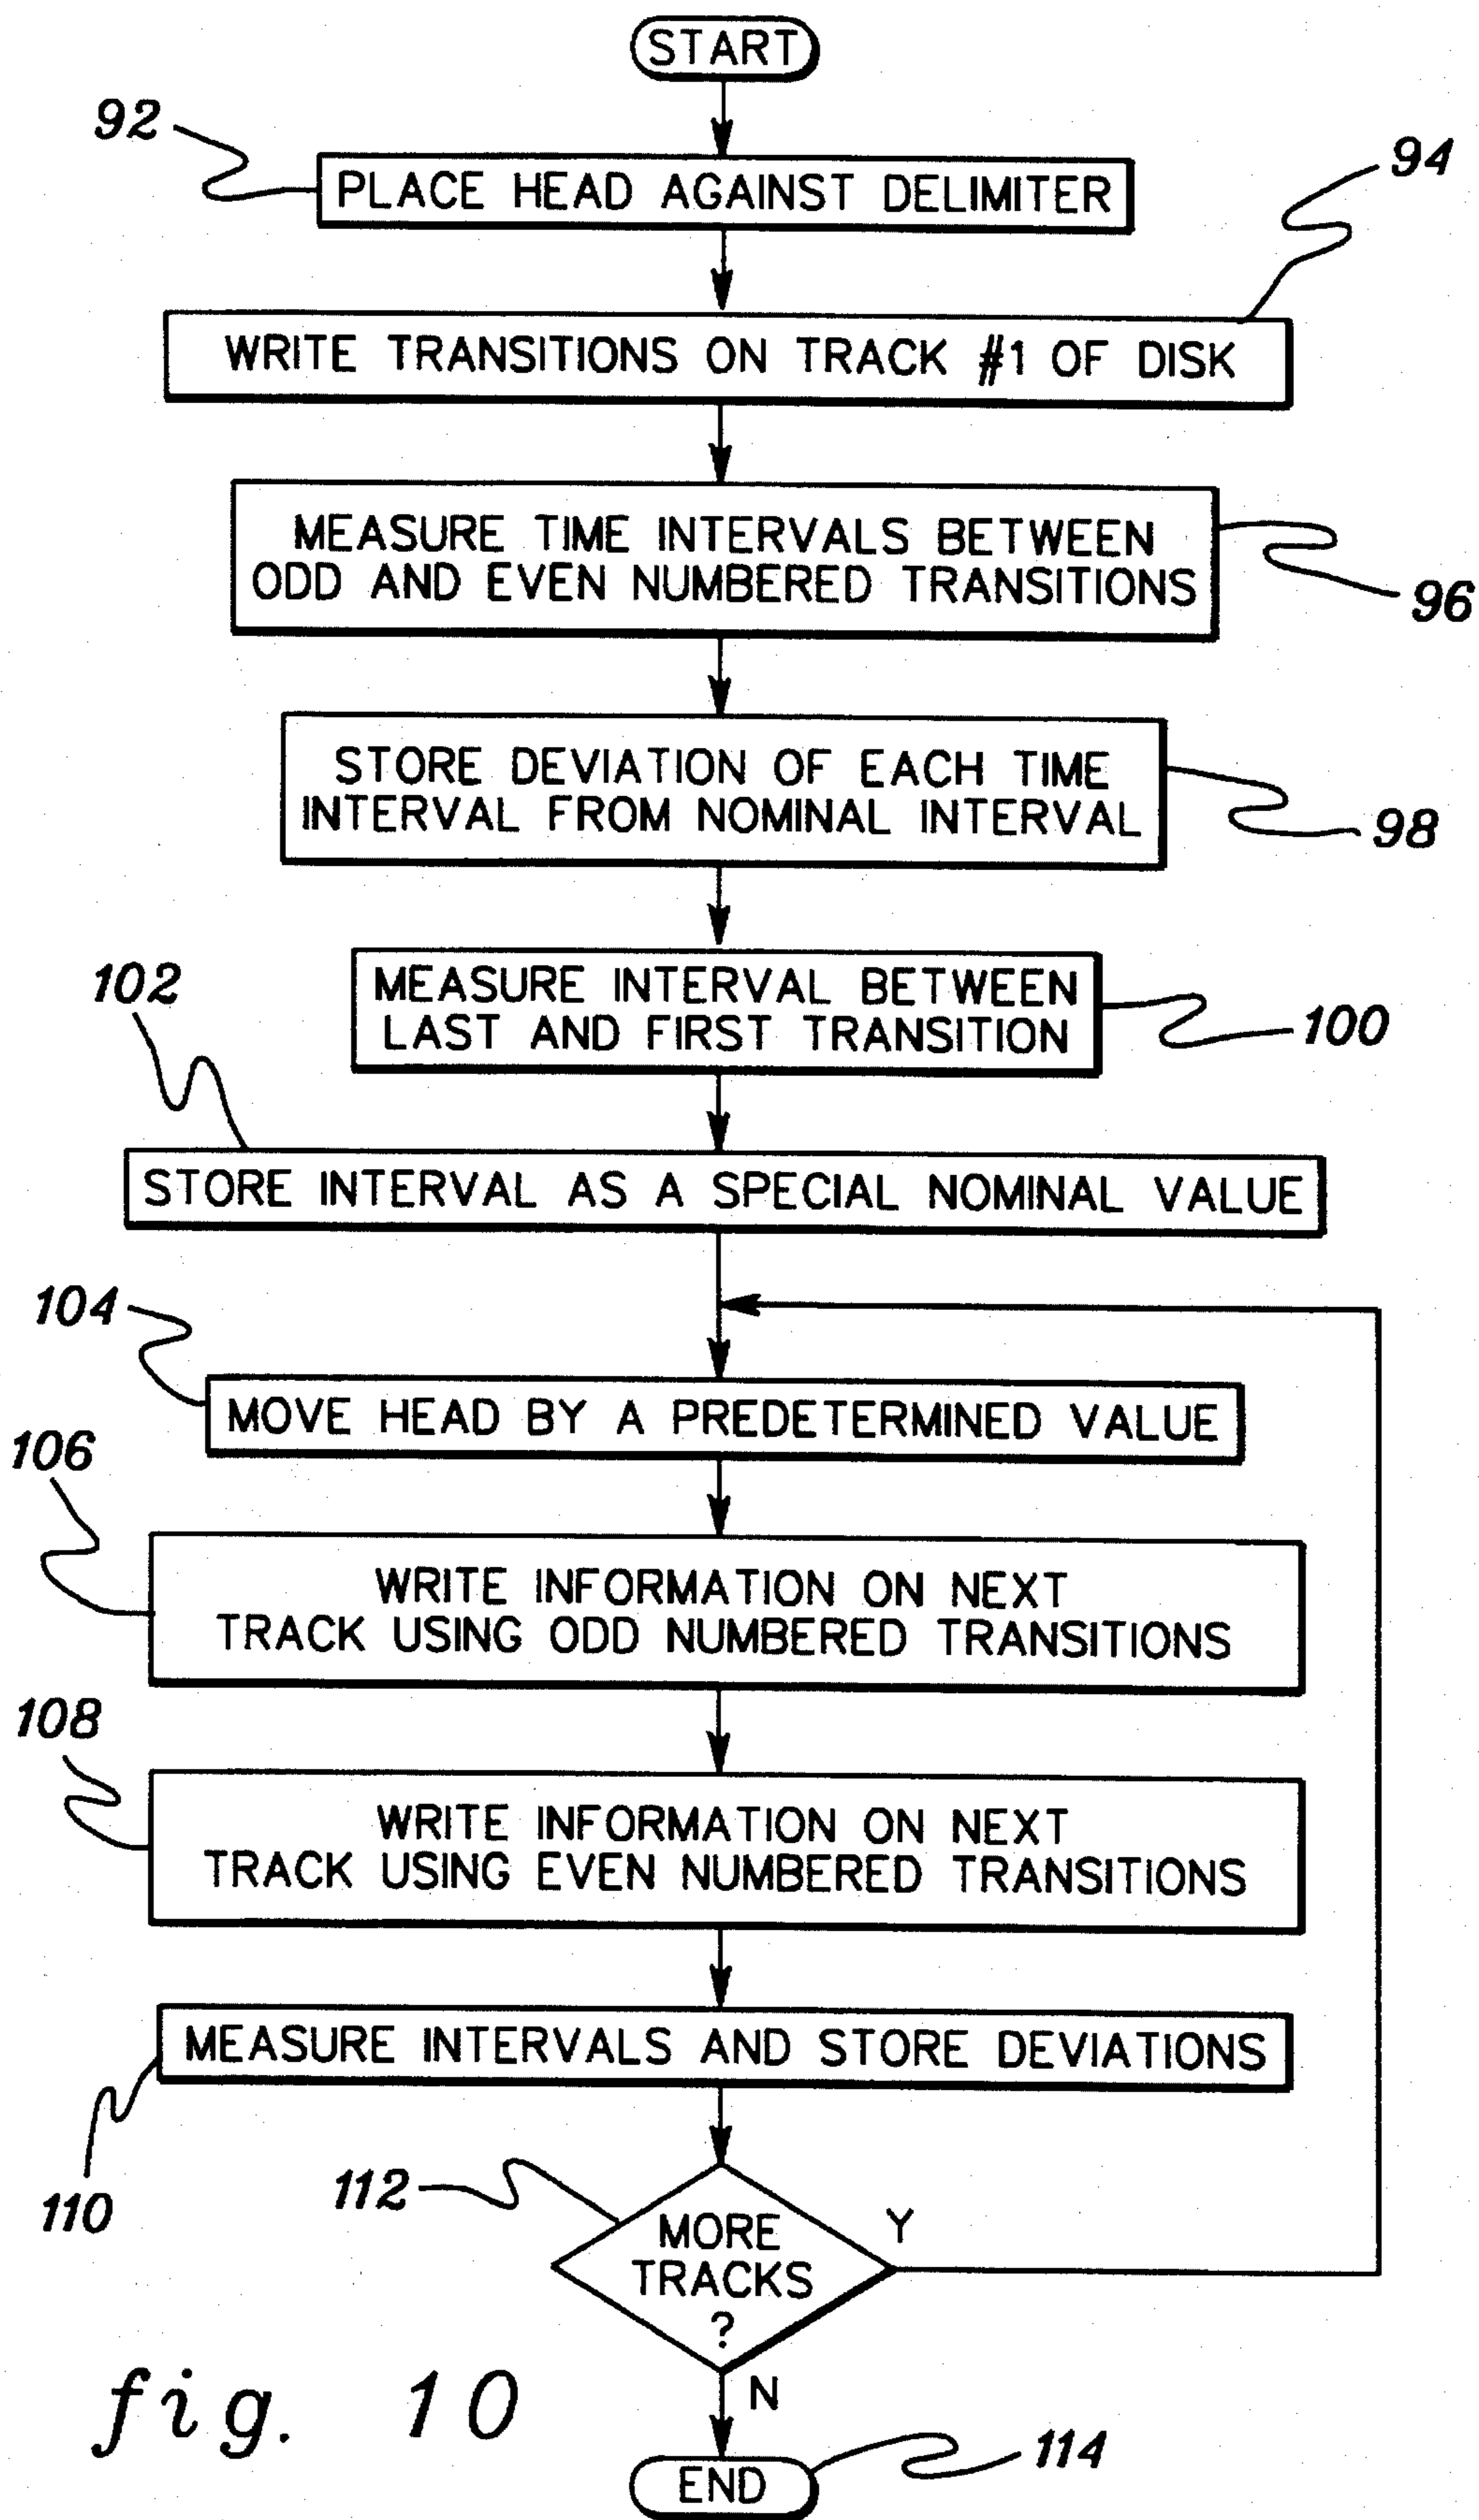 START
92
PLACE HEAD AGAINST DELIMITER
94
WRITE TRANSITIONS ON TRACK #1 OF DISK
MEASURE TIME INTERVALS BETWEEN
ODD AND EVEN NUMBERED TRANSITIONS
96
STORE DEVIATION OF EACH TIME
INTERVAL FROM NOMINAL INTERVAL
98
MEASURE INTERVAL BETWEEN
LAST AND FIRST TRANSITION
100
102
STORE INTERVAL AS A SPECIAL NOMINAL VALUE
104
MOVE HEAD BY A PREDETERMINED VALUE
106
WRITE INFORMATION ON NEXT
TRACK USING ODD NUMBERED TRANSITIONS
108
WRITE INFORMATION ON NEXT
TRACK USING EVEN NUMBERED TRANSITIONS
MEASURE INTERVALS AND STORE DEVIATIONS
110
112
MORE
TRACKS
?
Y
N
fig. 10
END
114